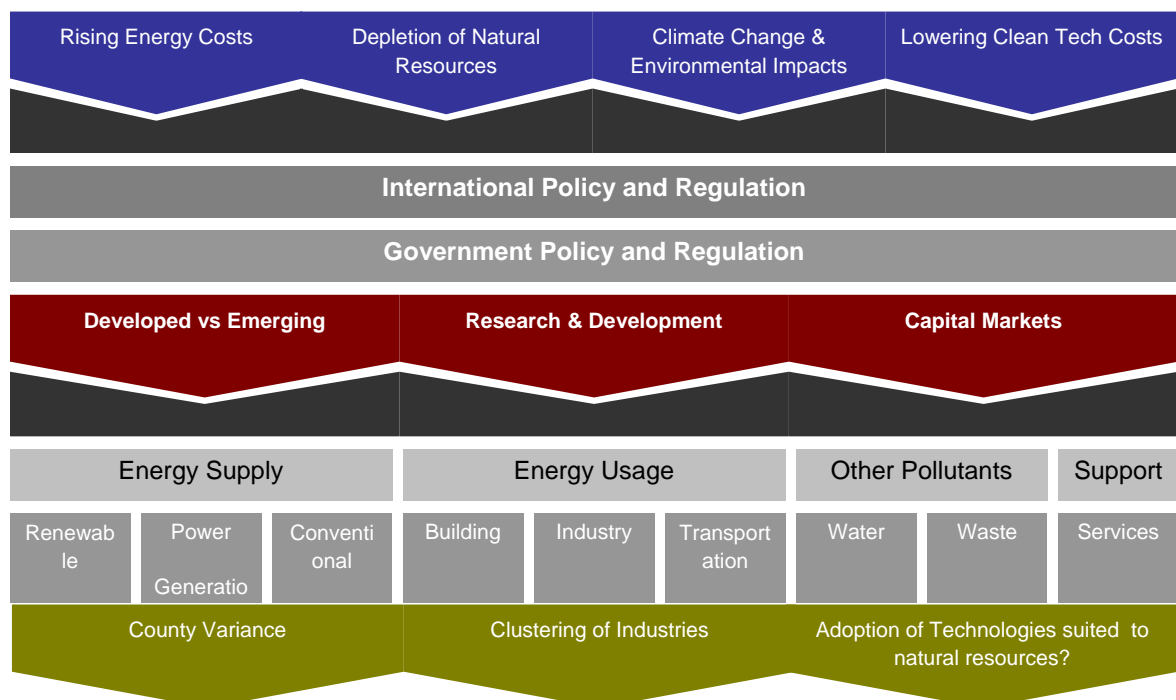 Rising Energy Costs
Depletion of Natural
Resources
Climate Change &
Environmental Impacts
Lowering Clean Tech Costs
International Policy and Regulation
Government Policy and Regulation
Developed vs Emerging
Research & Development
Capital Markets
Energy Supply
Energy Usage
Other Pollutants
Support
Renewab
le
Power
Generatio
Conventi
onal
Building
Industry
Transport
ation
Water
Waste
Services
County Variance
Clustering of Industries
Adoption of Technologies suited to
natural resources?